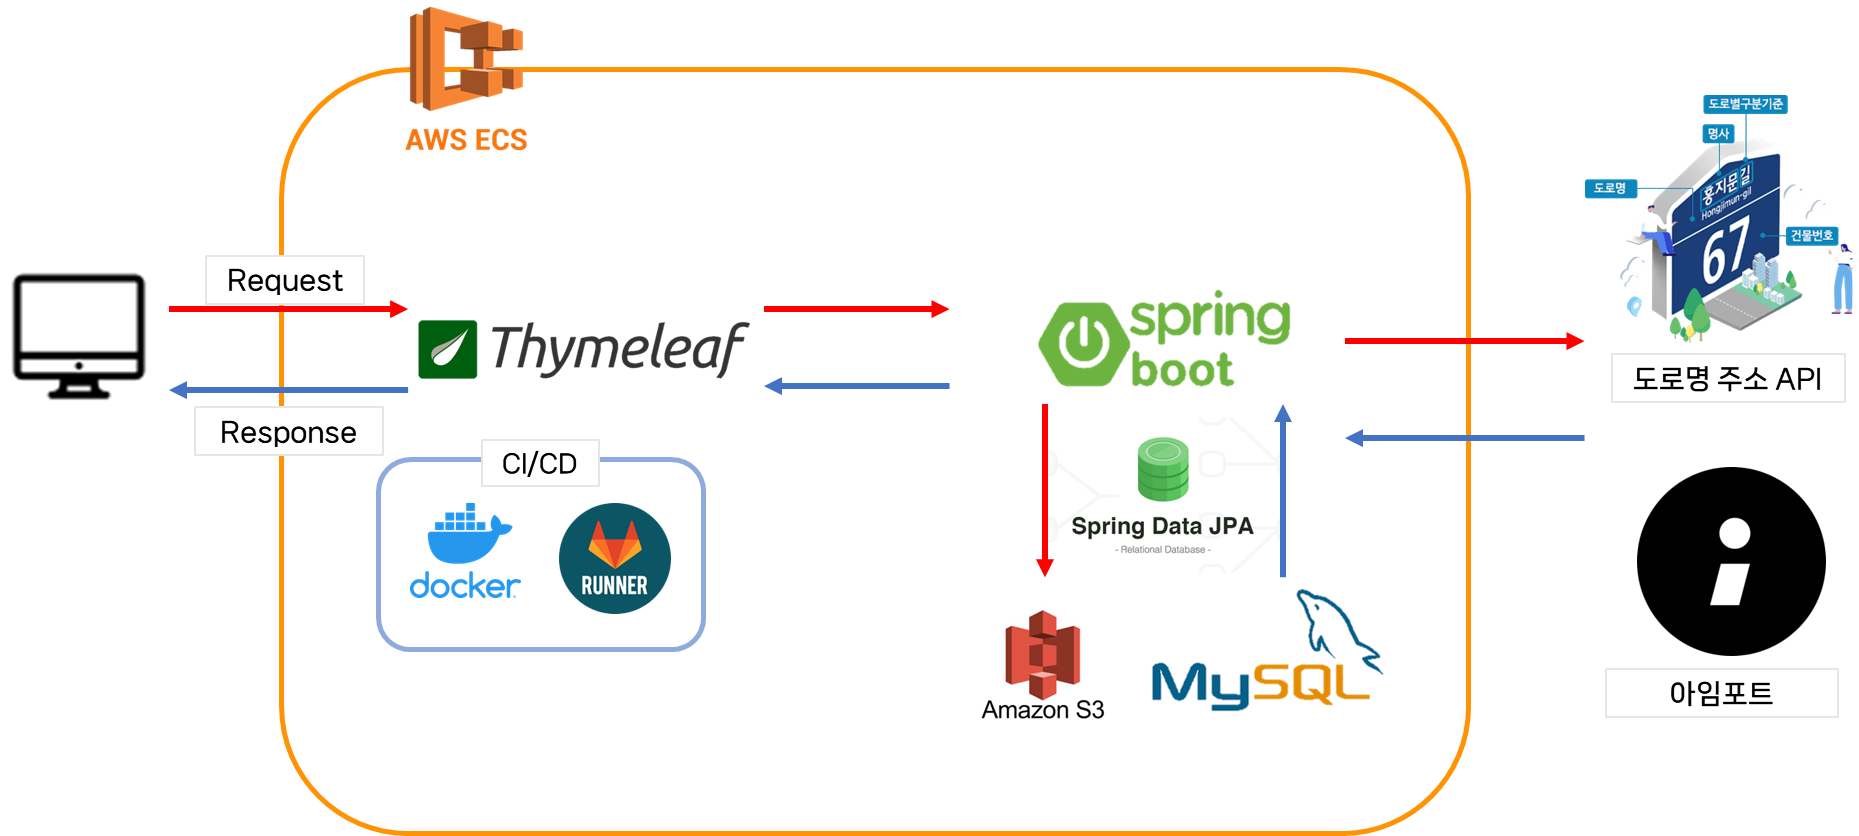 AWS ECS
도로별구분기준
명사
도로명
홍지문 길
Hongjimun-gil
건물번호
67
Request
Thymeleaf
spring
boot
도로명 주소 API
Response
CI/CD
docker
RUNNER
Spring Data JPA
- Relational Database -
Amazon S3
MySQL
i
아임포트